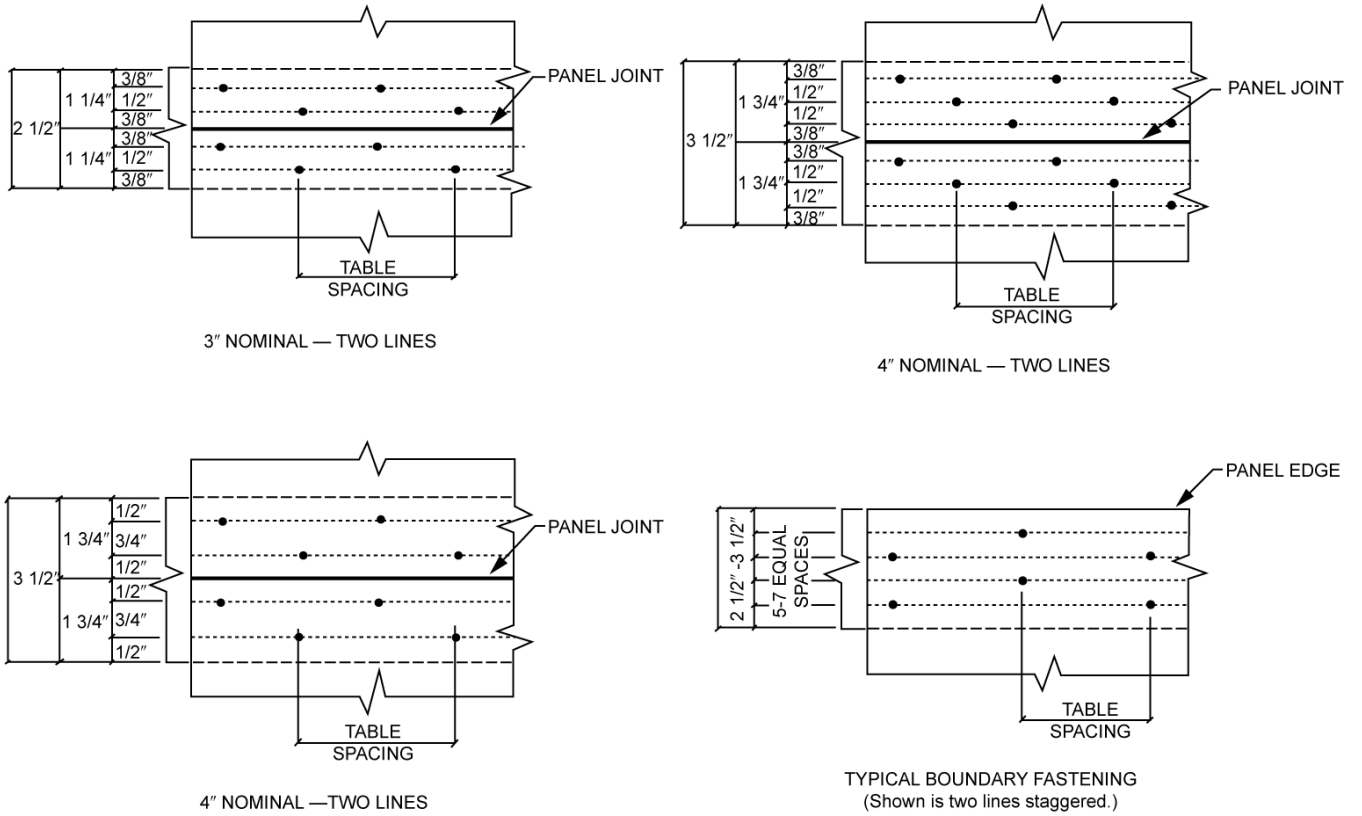 3/8″
1 1/4″
1/2″
3/8″
2 1/2″
3/8″
1 1/4″
1/2″
3/8″
PANEL JOINT
TABLE
SPACING
3″ NOMINAL — TWO LINES
3/8″
1/2″
1 3/4″
1/2″
3/8″
3 1/2″
3/8″
1/2″
1 3/4″
1/2″
3/8″
PANEL JOINT
TABLE
SPACING
4″ NOMINAL — TWO LINES
1/2″
1 3/4″
3/4″
1/2″
3 1/2″
1/2″
1 3/4″
3/4″
1/2″
PANEL JOINT
TABLE
SPACING
4″ NOMINAL —TWO LINES
PANEL EDGE
2 1/2″ -3 1/2″
5-7 EQUAL
SPACES
TABLE
SPACING
TYPICAL BOUNDARY FASTENING
(Shown is two lines staggered.)